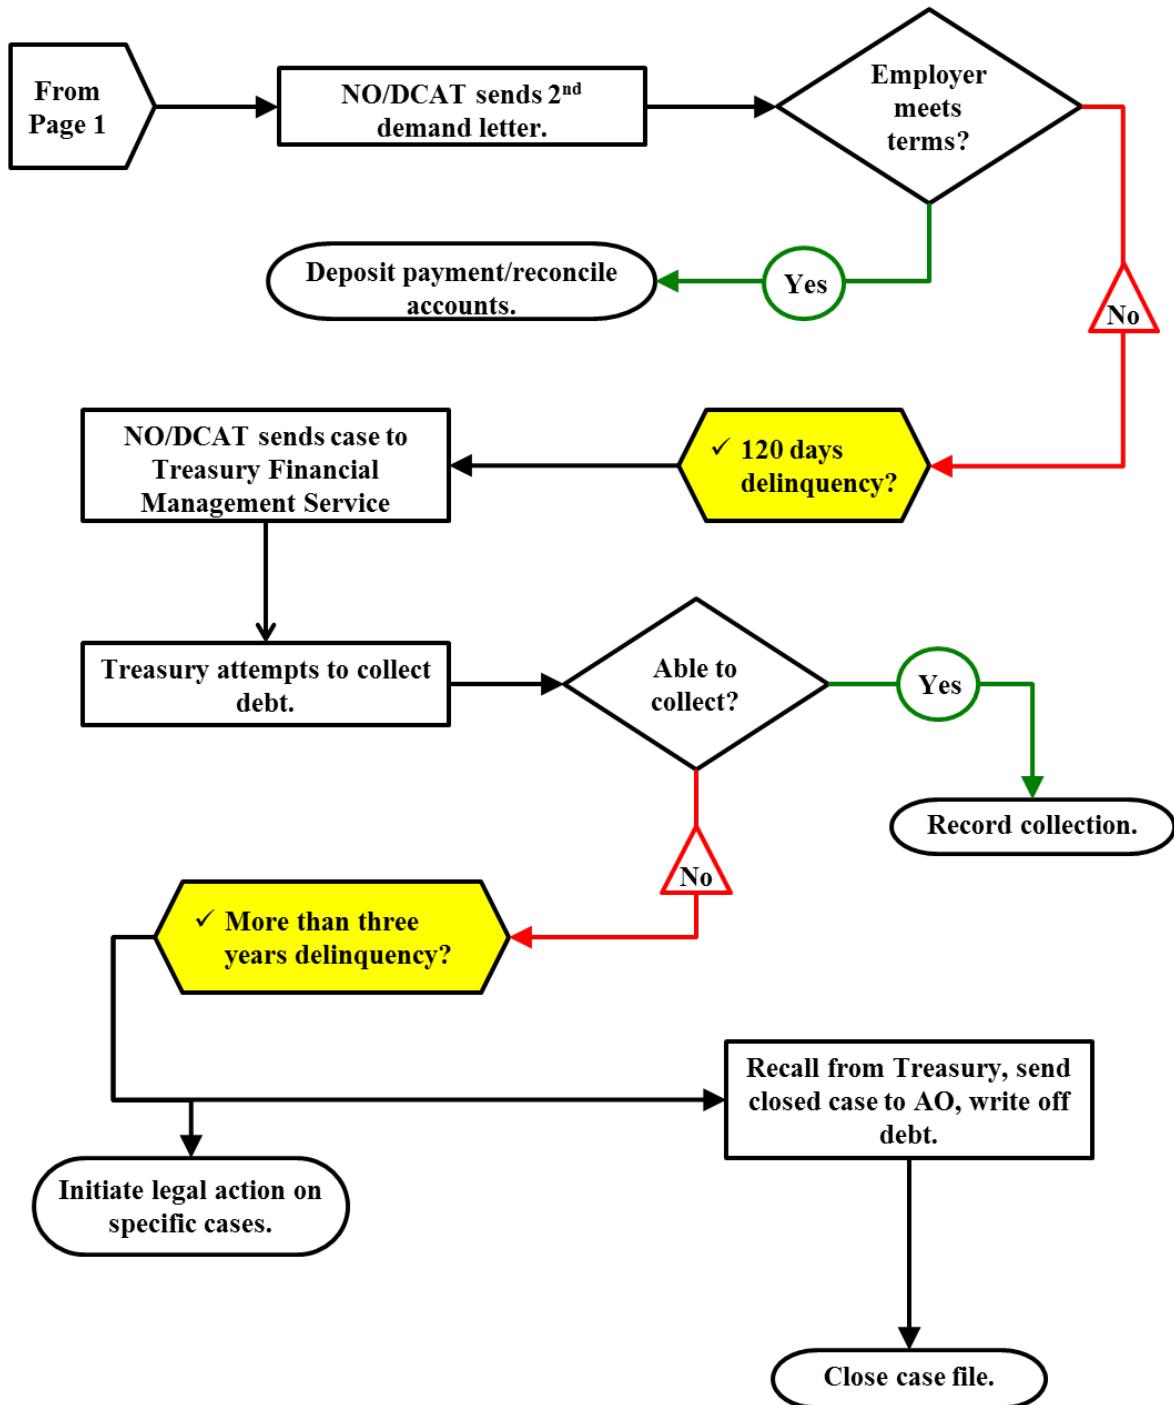 From
Page 1
NO/DCAT sends 2nd
demand letter.
Employer
meets
terms?
Deposit payment/reconcile
accounts.
Yes
No
NO/DCAT sends case to
Treasury Financial
Management Service
✓ 120 days
delinquency?
Treasury attempts to collect
debt.
Able to
collect?
Yes
Record collection.
No
✓ More than three
years delinquency?
Recall from Treasury, send
closed case to AO, write off
debt.
Initiate legal action on
specific cases.
Close case file.